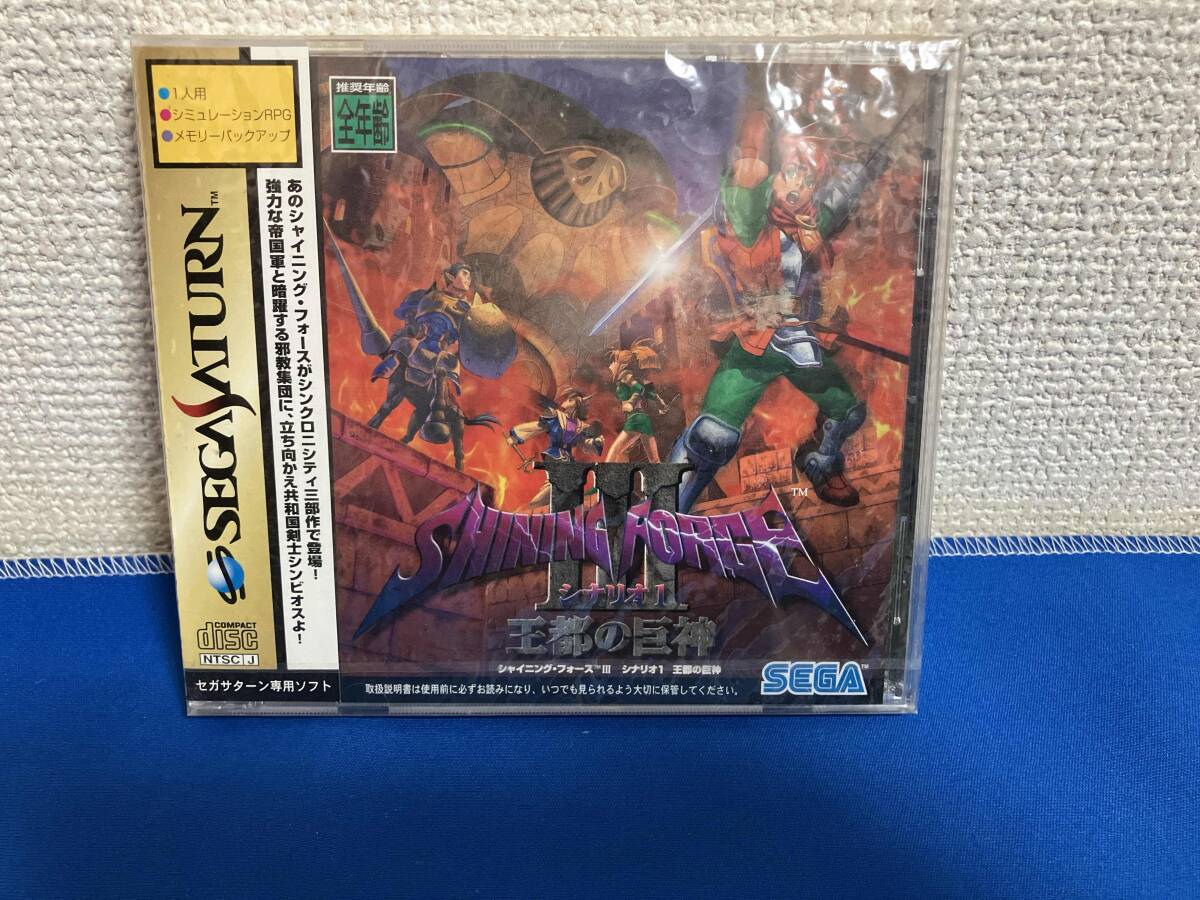 ●1人用
●シミュレーションRPG
●メモリーバックアップ
SEGA SATURN™
あのシャイニング・フォースがシンクロニシティ三部作で登場！
強力な帝国軍と暗躍する邪教集団に、立ち向かえ共和国剣士シンビオスよ！
COMPACT
disc
NTSC J
セガサターン専用ソフト
推奨年齢
全年齢
III
SHINING FORCE™
シナリオ1
王都の巨神
シャイニング・フォース™III シナリオ1 王都の巨神
取扱説明書は使用前に必ずお読みになり、いつでも見られるよう大切に保管してください。
SEGA™